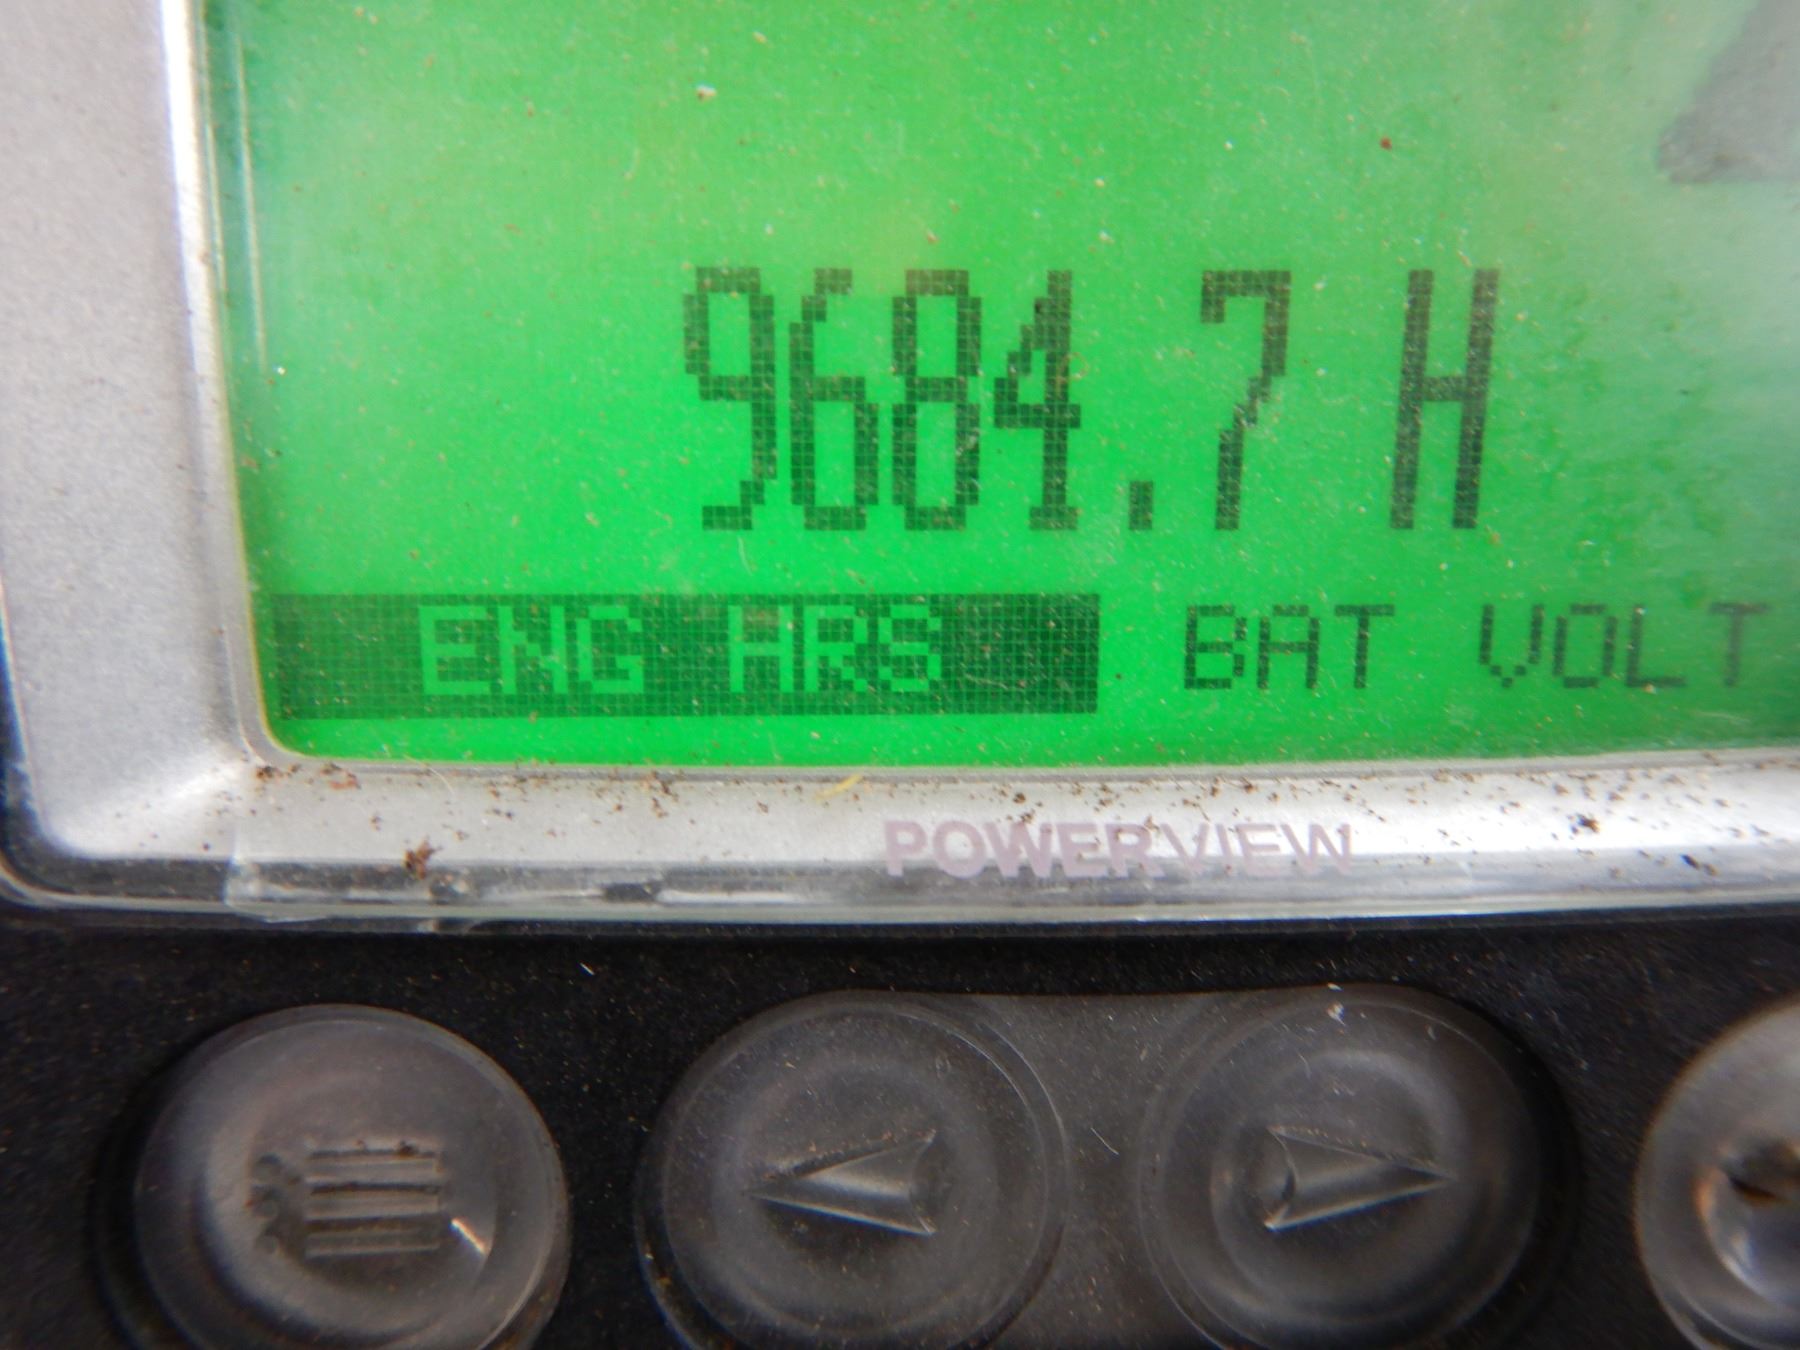 9684.7 H
ENG HRS BAT VOLT
POWERVIEW